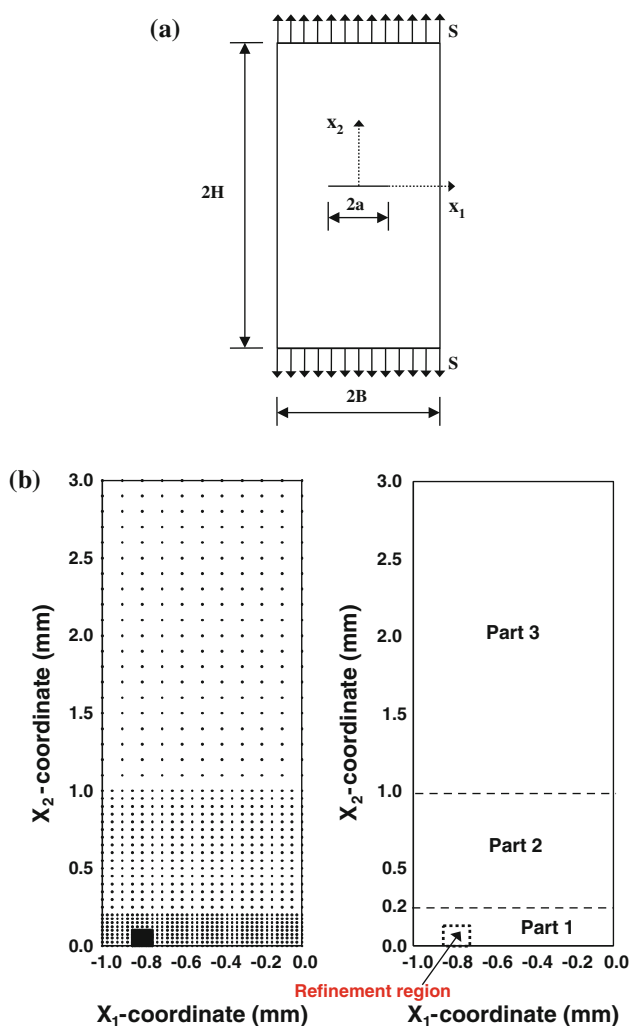 (a)
S
x2
2H
2a
x1
S
2B
(b)
3.0
2.5
2.0
1.5
1.0
0.5
0.0
-1.0 -0.8 -0.6 -0.4 -0.2 0.0
X2-coordinate (mm)
X1-coordinate (mm)
3.0
2.5
2.0
1.5
1.0
0.5
0.2
0.0
-1.0 -0.8 -0.6 -0.4 -0.2 0.0
X2-coordinate (mm)
Part 3
Part 2
Part 1
Refinement region
X1-coordinate (mm)